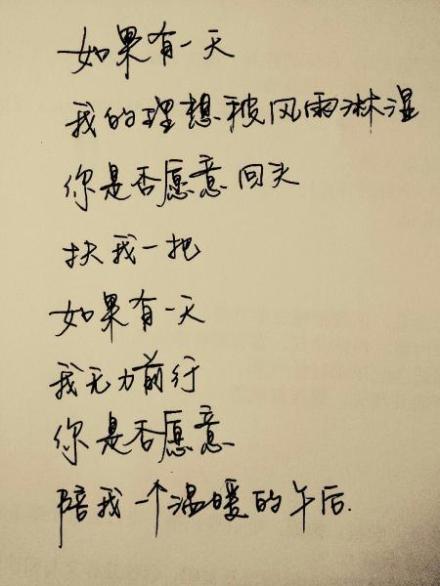 如果有一天
我的理想被风雨淋湿
你是否愿意回头
扶我一把
如果有一天
我无力前行
你是否愿意
陪我一个温暖的午后.